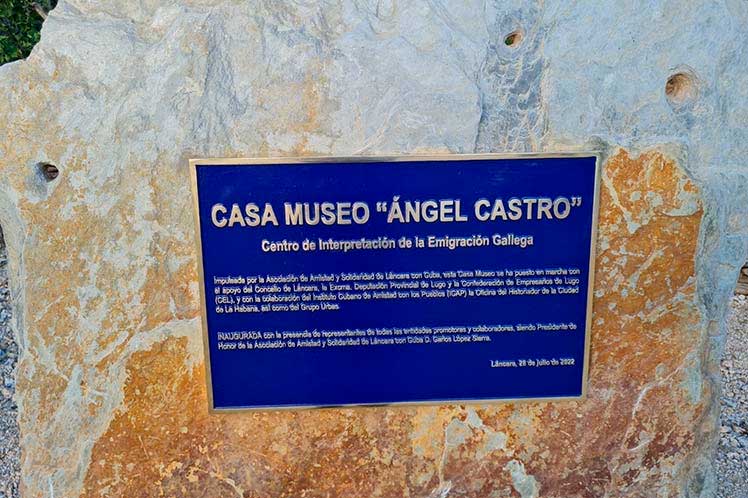 CASA MUSEO “ÁNGEL CASTRO”
Centro de Interpretación de la Emigración Gallega
Impulsada por la Asociación de Amistad y Solidaridad de Láncara con Cuba, esta Casa Museo se ha puesto en marcha con
el apoyo del Concello de Láncara, la Excma. Deputación Provincial de Lugo y la Confederación de Empresarios de Lugo
(CEL), y con la colaboración del Instituto Cubano de Amistad con los Pueblos (ICAP) la Oficina del Historiador de la Ciudad
de La Habana, así como del Grupo Urbas.
INAUGURADA con la presencia de representantes de todas las entidades promotoras y colaboradores, siendo Presidente de
Honor de la Asociación de Amistad y Solidaridad de Láncara con Cuba D. Carlos López Sierra.
Láncara, 28 de julio de 2022